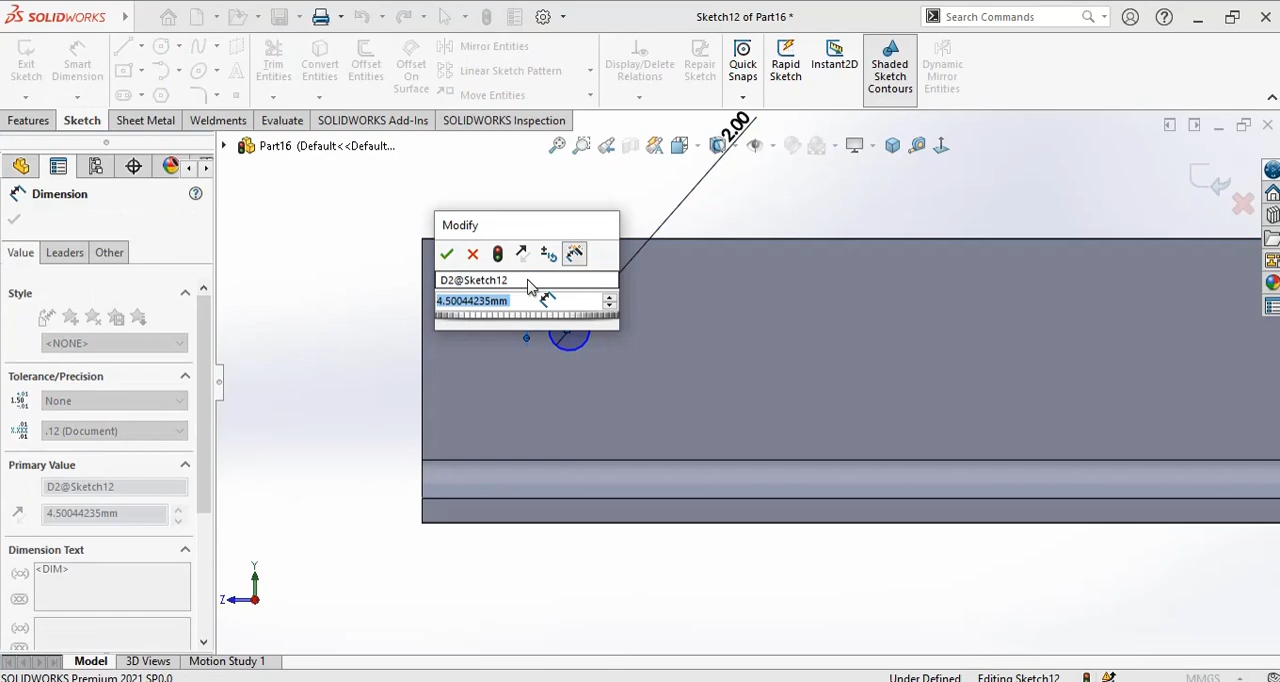 SOLIDWORKS
Sketch12 of Part16 *
Search Commands
Exit Sketch
Smart Dimension
Trim Entities
Convert Entities
Offset Entities
Offset On Surface
Mirror Entities
Linear Sketch Pattern
Move Entities
Display/Delete Relations
Repair Sketch
Quick Snaps
Rapid Sketch
Instant2D
Shaded Sketch Contours
Dynamic Mirror Entities
Features
Sketch
Sheet Metal
Weldments
Evaluate
SOLIDWORKS Add-Ins
SOLIDWORKS Inspection
Part16 (Default<<Default...
2.00
Dimension
Value
Leaders
Other
Style
<NONE>
Tolerance/Precision
None
.12 (Document)
Primary Value
D2@Sketch12
4.50044235mm
Dimension Text
<DIM>
Modify
D2@Sketch12
4.50044235mm
Y
Z
Model
3D Views
Motion Study 1
SOLIDWORKS Premium 2021 SP0.0
Under Defined
Editing Sketch12
MMGS